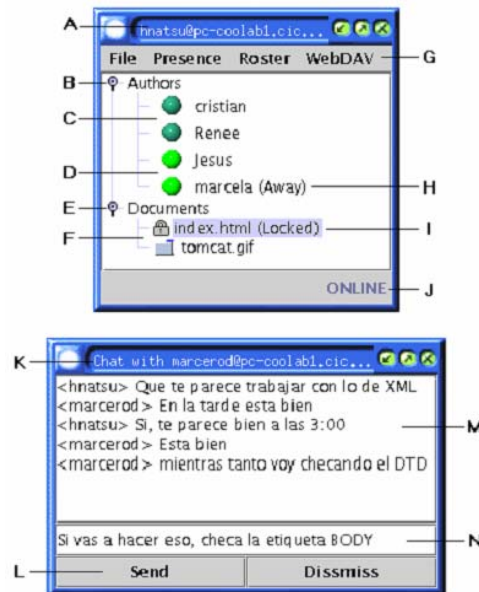 A
hnatsu@pc-coolab1.cic...
File Presence Roster WebDAV
G
B
Authors
C
cristian
Renee
D
Jesus
marcela (Away)
H
E
Documents
F
index.html (Locked)
I
tomcat.gif
ONLINE
J
K
Chat with marcerod@pc-coolab1.cic...
<hnatsu> Que te parece trabajar con lo de XML
<marcerod> En la tarde esta bien
<hnatsu> Si, te parece bien a las 3:00
M
<marcerod> Esta bien
<marcerod> mientras tanto voy checando el DTD
Si vas a hacer eso, checa la etiqueta BODY
N
L
Send Dissmiss